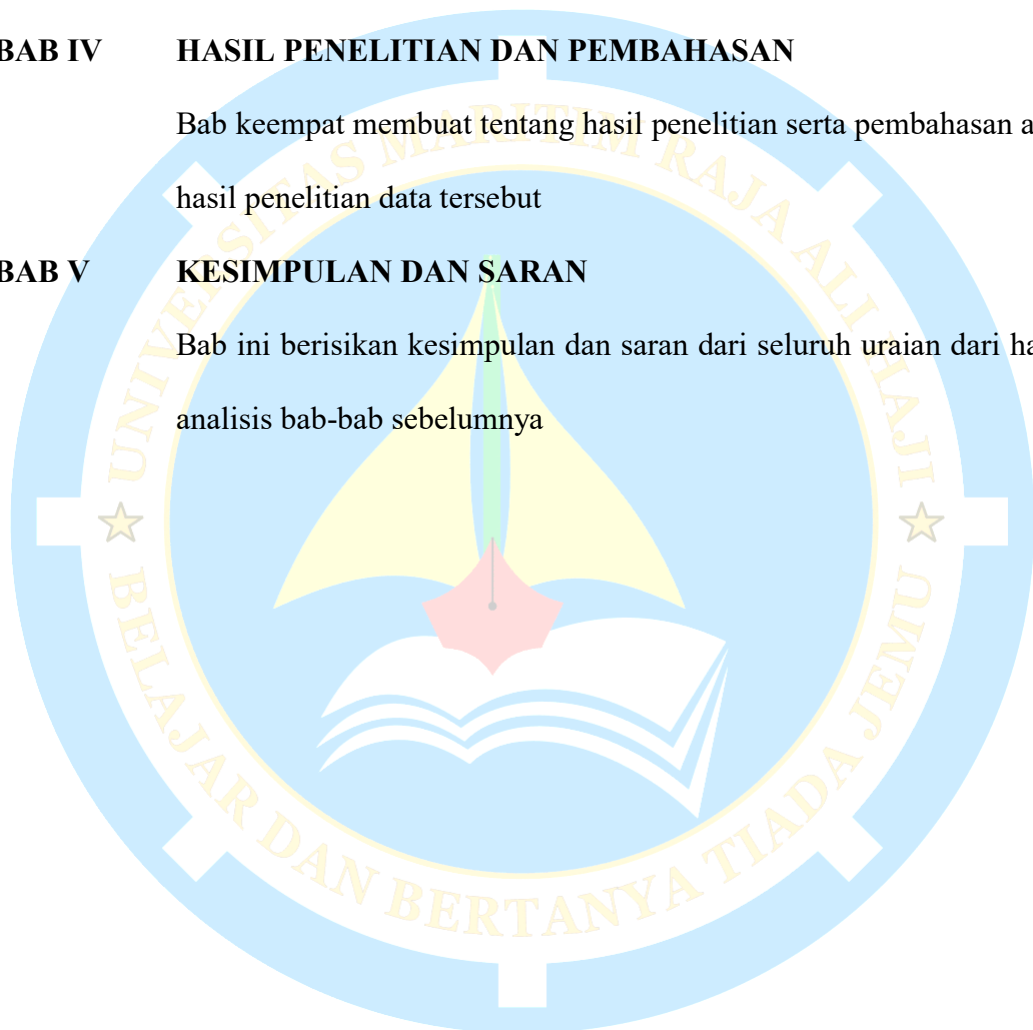 BAB IV HASIL PENELITIAN DAN PEMBAHASAN
Bab keempat membuat tentang hasil penelitian serta pembahasan a
hasil penelitian data tersebut
BAB V KESIMPULAN DAN SARAN
Bab ini berisikan kesimpulan dan saran dari seluruh uraian dari ha
analisis bab-bab sebelumnya
UNIVERSITAS MARITIM RAJA ALI HAJI
BELAJAR DAN BERTANYA TIADA JEMU